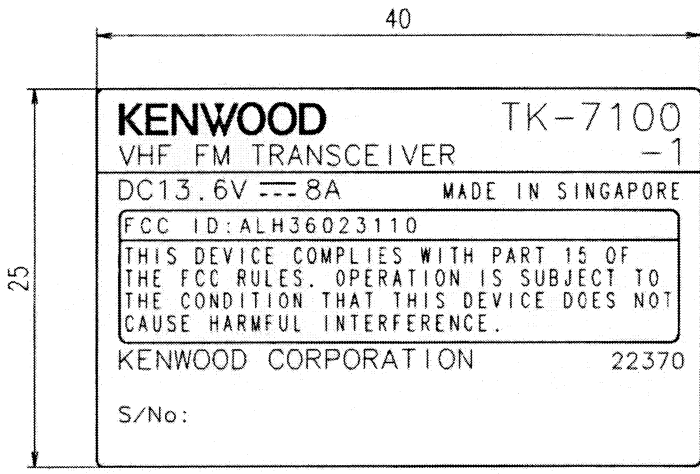 40
25
KENWOOD TK-7100
VHF FM TRANSCEIVER -1
DC13.6V 8A MADE IN SINGAPORE
FCC ID:ALH36023110
THIS DEVICE COMPLIES WITH PART 15 OF
THE FCC RULES. OPERATION IS SUBJECT TO
THE CONDITION THAT THIS DEVICE DOES NOT
CAUSE HARMFUL INTERFERENCE.
KENWOOD CORPORATION 22370
S/No: